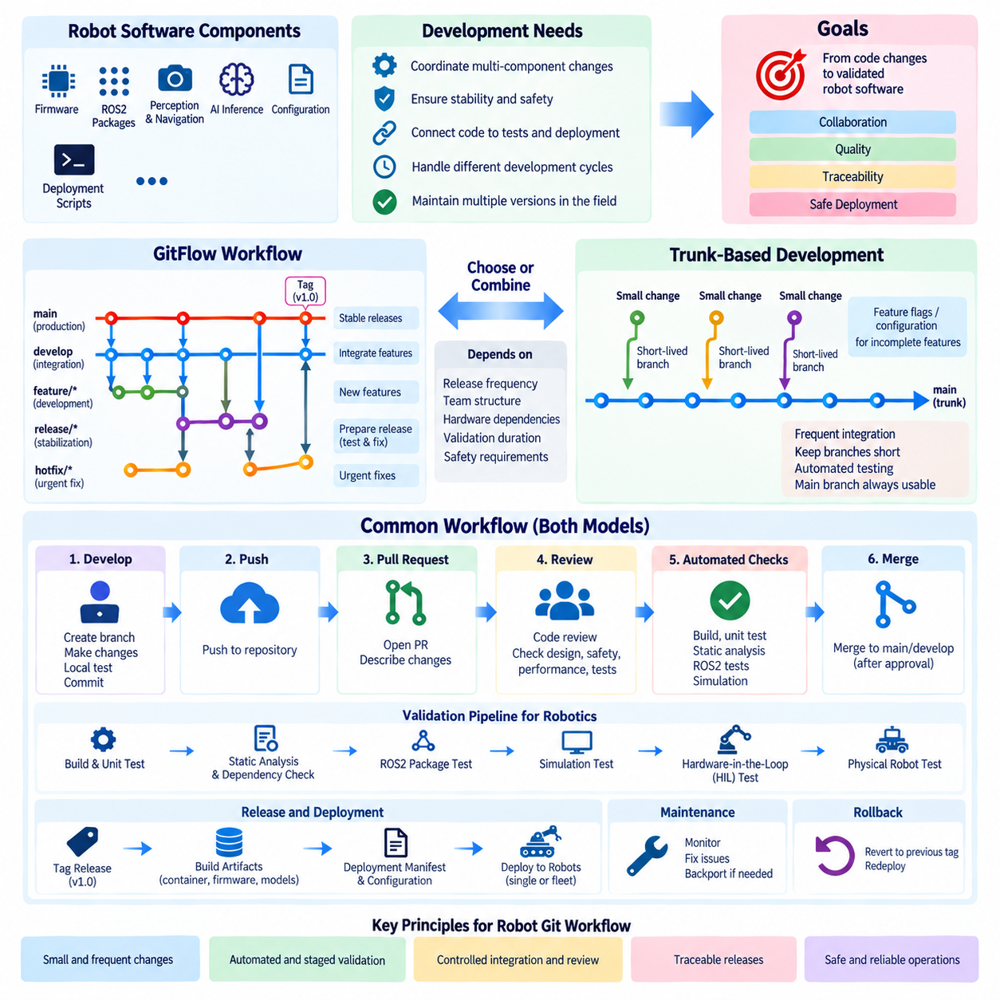 Robot Software Components
Firmware
ROS2
Packages
Perception
& Navigation
AI Inference
Configuration
>_
Deployment
Scripts
Development Needs
Coordinate multi-component changes
Ensure stability and safety
Connect code to tests and deployment
Handle different development cycles
Maintain multiple versions in the field
Goals
From code changes
to validated
robot software
Collaboration
Quality
Traceability
Safe Deployment
GitFlow Workflow
Tag
(v1.0)
main
(production)
Stable releases
develop
(integration)
Integrate features
feature/*
(development)
New features
release/*
(stabilization)
Prepare release
(test & fix)
hotfix/*
(urgent fix)
Urgent fixes
Choose or
Combine
Depends on
Release frequency
Team structure
Hardware dependencies
Validation duration
Safety requirements
Trunk-Based Development
Small change
Small change
Small change
Short-lived
branch
Short-lived
branch
Short-lived
branch
Feature flags /
configuration
for incomplete features
main
(trunk)
Frequent integration
Keep branches short
Automated testing
Main branch always usable
Common Workflow (Both Models)
1. Develop
Create branch
Make changes
Local test
Commit
2. Push
Push to repository
3. Pull Request
Open PR
Describe changes
4. Review
Code review
Check design, safety,
performance, tests
5. Automated Checks
Build, unit test
Static analysis
ROS2 tests
Simulation
6. Merge
Merge to main/develop
(after approval)
Validation Pipeline for Robotics
Build & Unit Test
Static Analysis
& Dependency Check
ROS2 Package Test
Simulation Test
Hardware-in-the-Loop
(HIL) Test
Physical Robot Test
Release and Deployment
Tag Release
(v1.0)
Build Artifacts
(container, firmware, models)
Deployment Manifest
& Configuration
Deploy to Robots
(single or fleet)
Maintenance
Monitor
Fix issues
Backport if needed
Rollback
Revert to previous tag
Redeploy
Key Principles for Robot Git Workflow
Small and frequent changes
Automated and staged validation
Controlled integration and review
Traceable releases
Safe and reliable operations